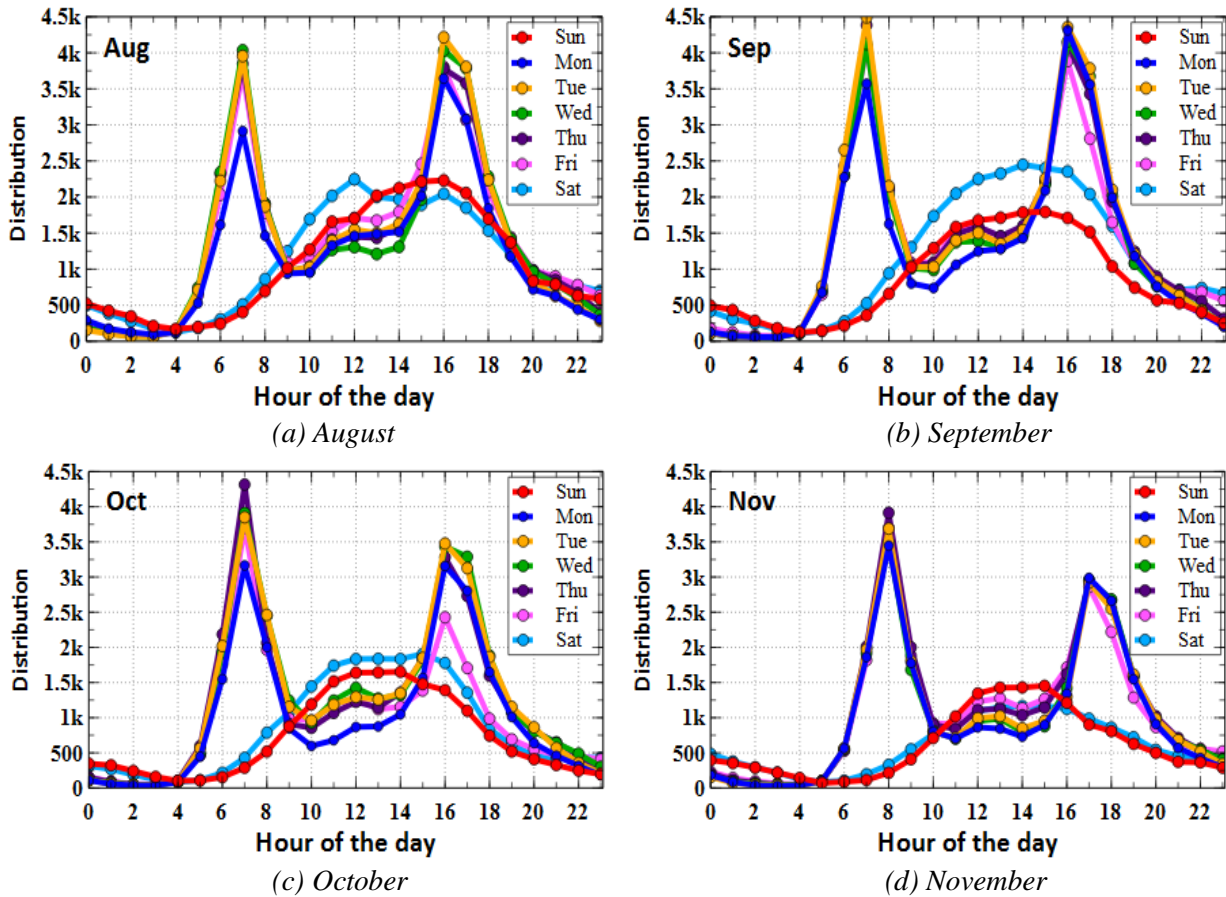 4.5k
4k
3.5k
3k
2.5k
2k
1.5k
1k
500
0
Distribution
Aug
Sun
Mon
Tue
Wed
Thu
Fri
Sat
0 2 4 6 8 10 12 14 16 18 20 22
Hour of the day
(a) August
4.5k
4k
3.5k
3k
2.5k
2k
1.5k
1k
500
0
Distribution
Sep
Sun
Mon
Tue
Wed
Thu
Fri
Sat
0 2 4 6 8 10 12 14 16 18 20 22
Hour of the day
(b) September
4.5k
4k
3.5k
3k
2.5k
2k
1.5k
1k
500
0
Distribution
Oct
Sun
Mon
Tue
Wed
Thu
Fri
Sat
0 2 4 6 8 10 12 14 16 18 20 22
Hour of the day
(c) October
4.5k
4k
3.5k
3k
2.5k
2k
1.5k
1k
500
0
Distribution
Nov
Sun
Mon
Tue
Wed
Thu
Fri
Sat
0 2 4 6 8 10 12 14 16 18 20 22
Hour of the day
(d) November